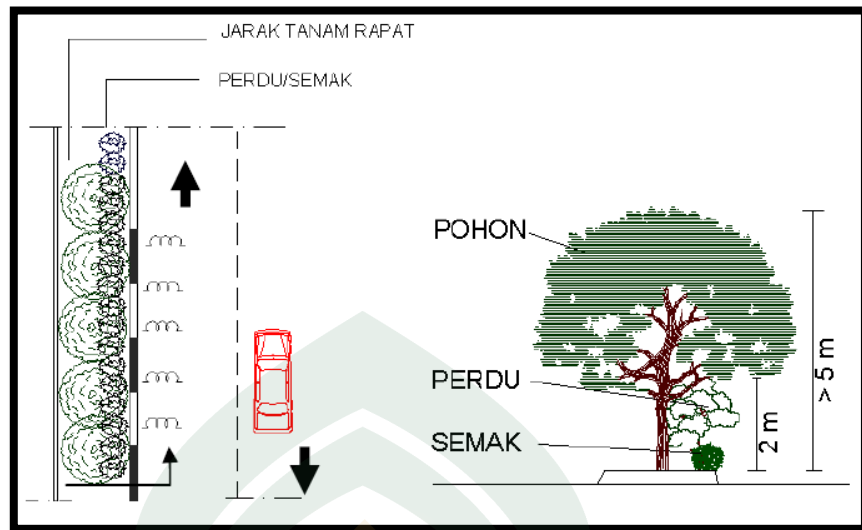 JARAK TANAM RAPAT
PERDU/SEMAK
POHON
PERDU
SEMAK
2 m
> 5 m